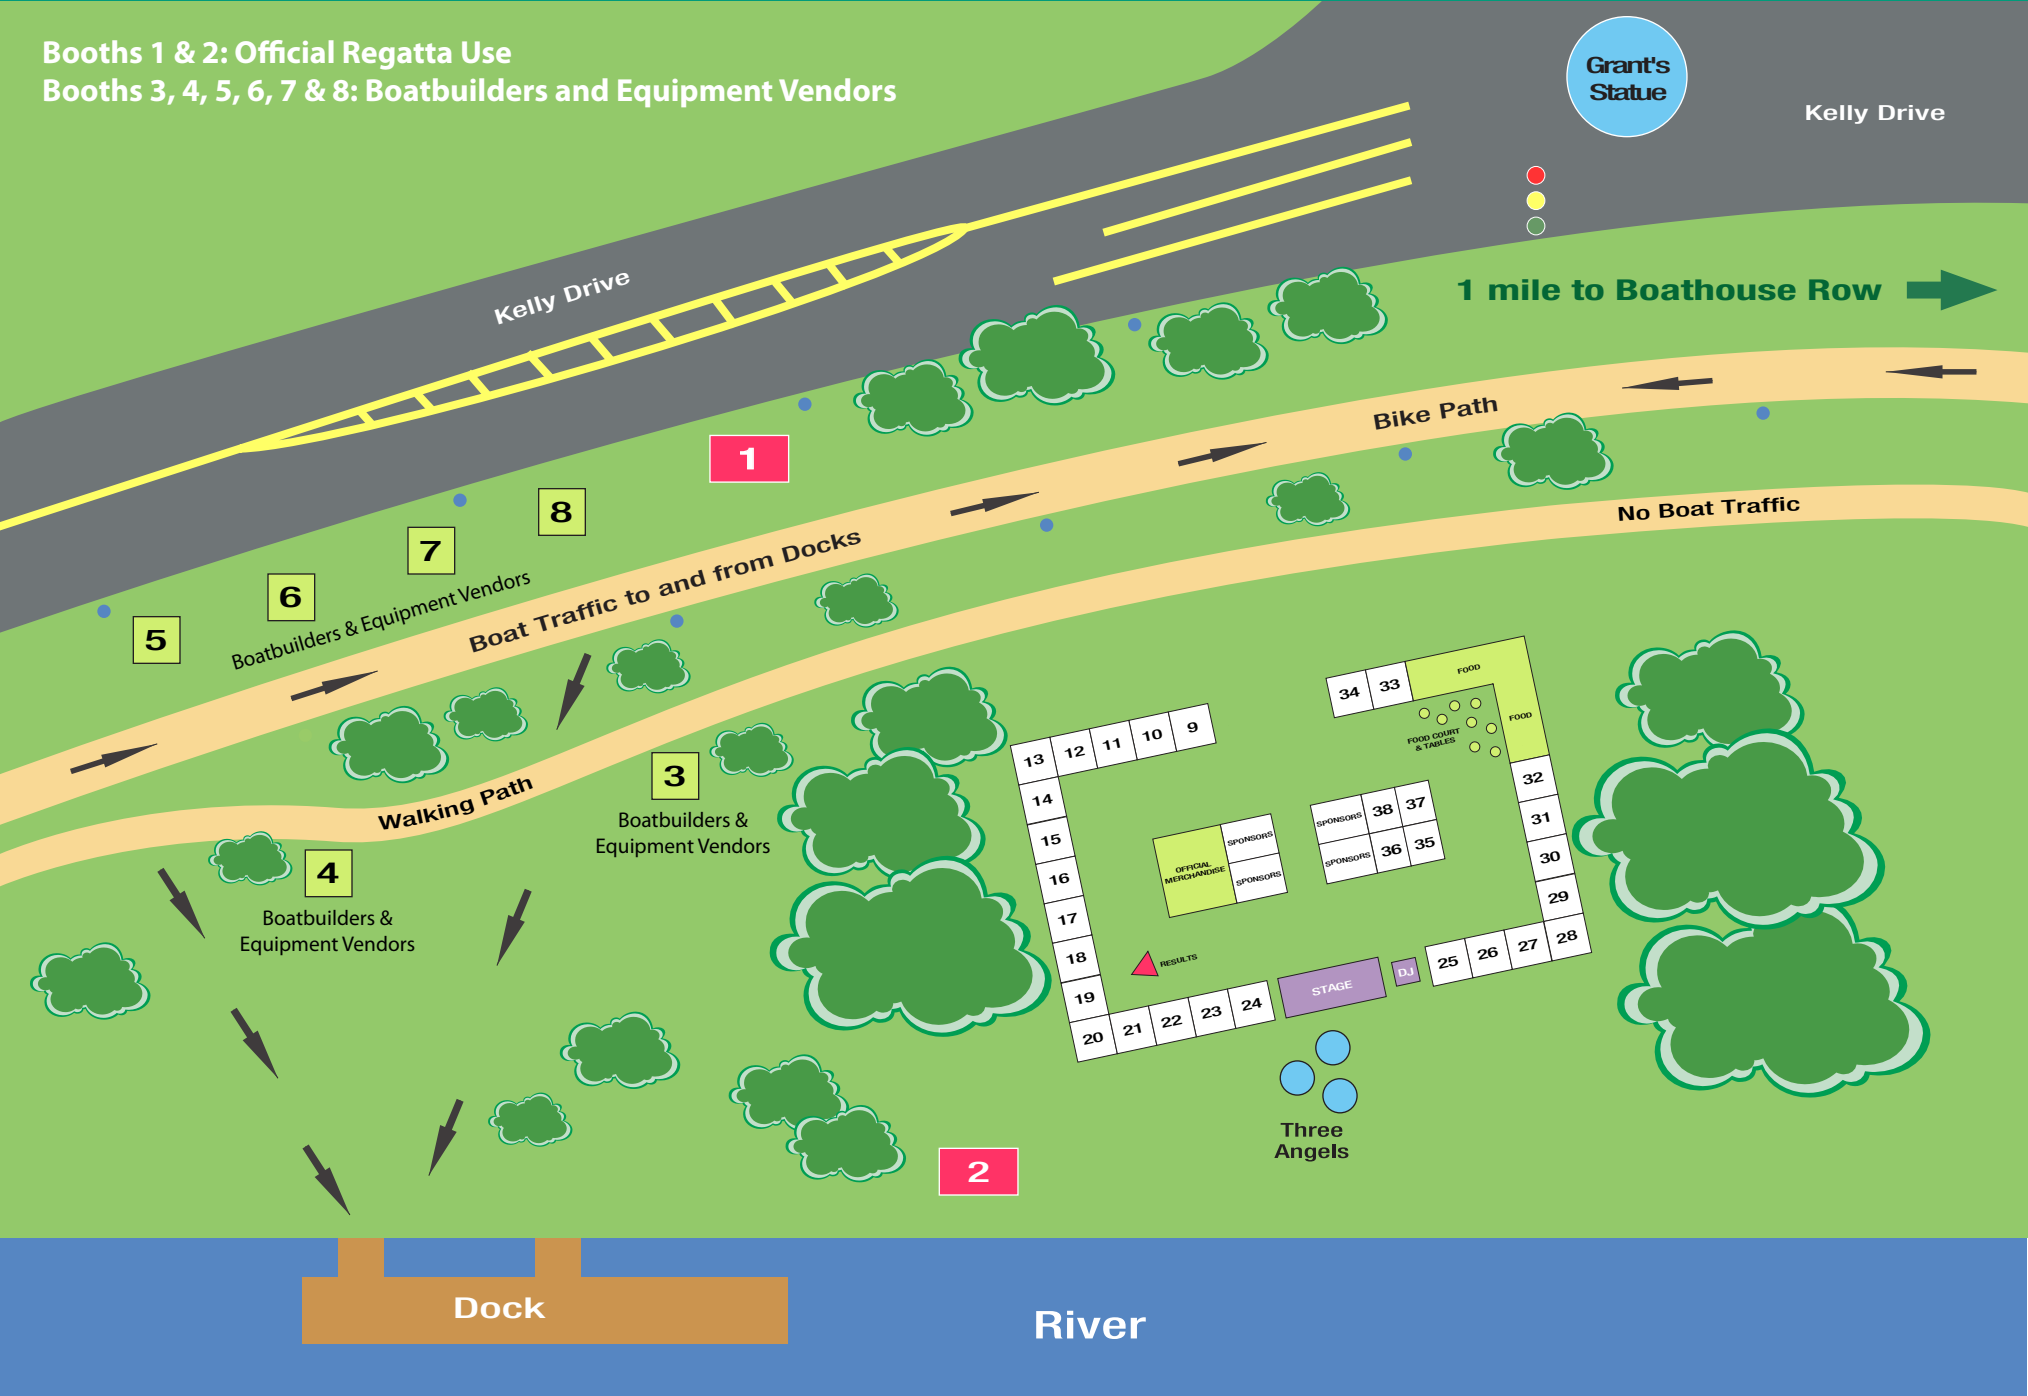 Booths 1 & 2: Official Regatta Use
Booths 3, 4, 5, 6, 7 & 8: Boatbuilders and Equipment Vendors
Grant's
Statue
Kelly Drive
Kelly Drive
1 mile to Boathouse Row
Bike Path
1
No Boat Traffic
8
7
6
5
Boatbuilders & Equipment Vendors
Boat Traffic to and from Docks
Walking Path
3
Boatbuilders &
Equipment Vendors
4
Boatbuilders &
Equipment Vendors
34
33
FOOD
FOOD
FOOD COURT
& TABLES
13
12
11
10
9
14
15
16
17
18
19
20
21
22
23
24
OFFICIAL
MERCHANDISE
SPONSORS
SPONSORS
SPONSORS
38
37
SPONSORS
36
35
32
31
30
29
28
27
26
25
RESULTS
STAGE
DJ
Three
Angels
2
Dock
River